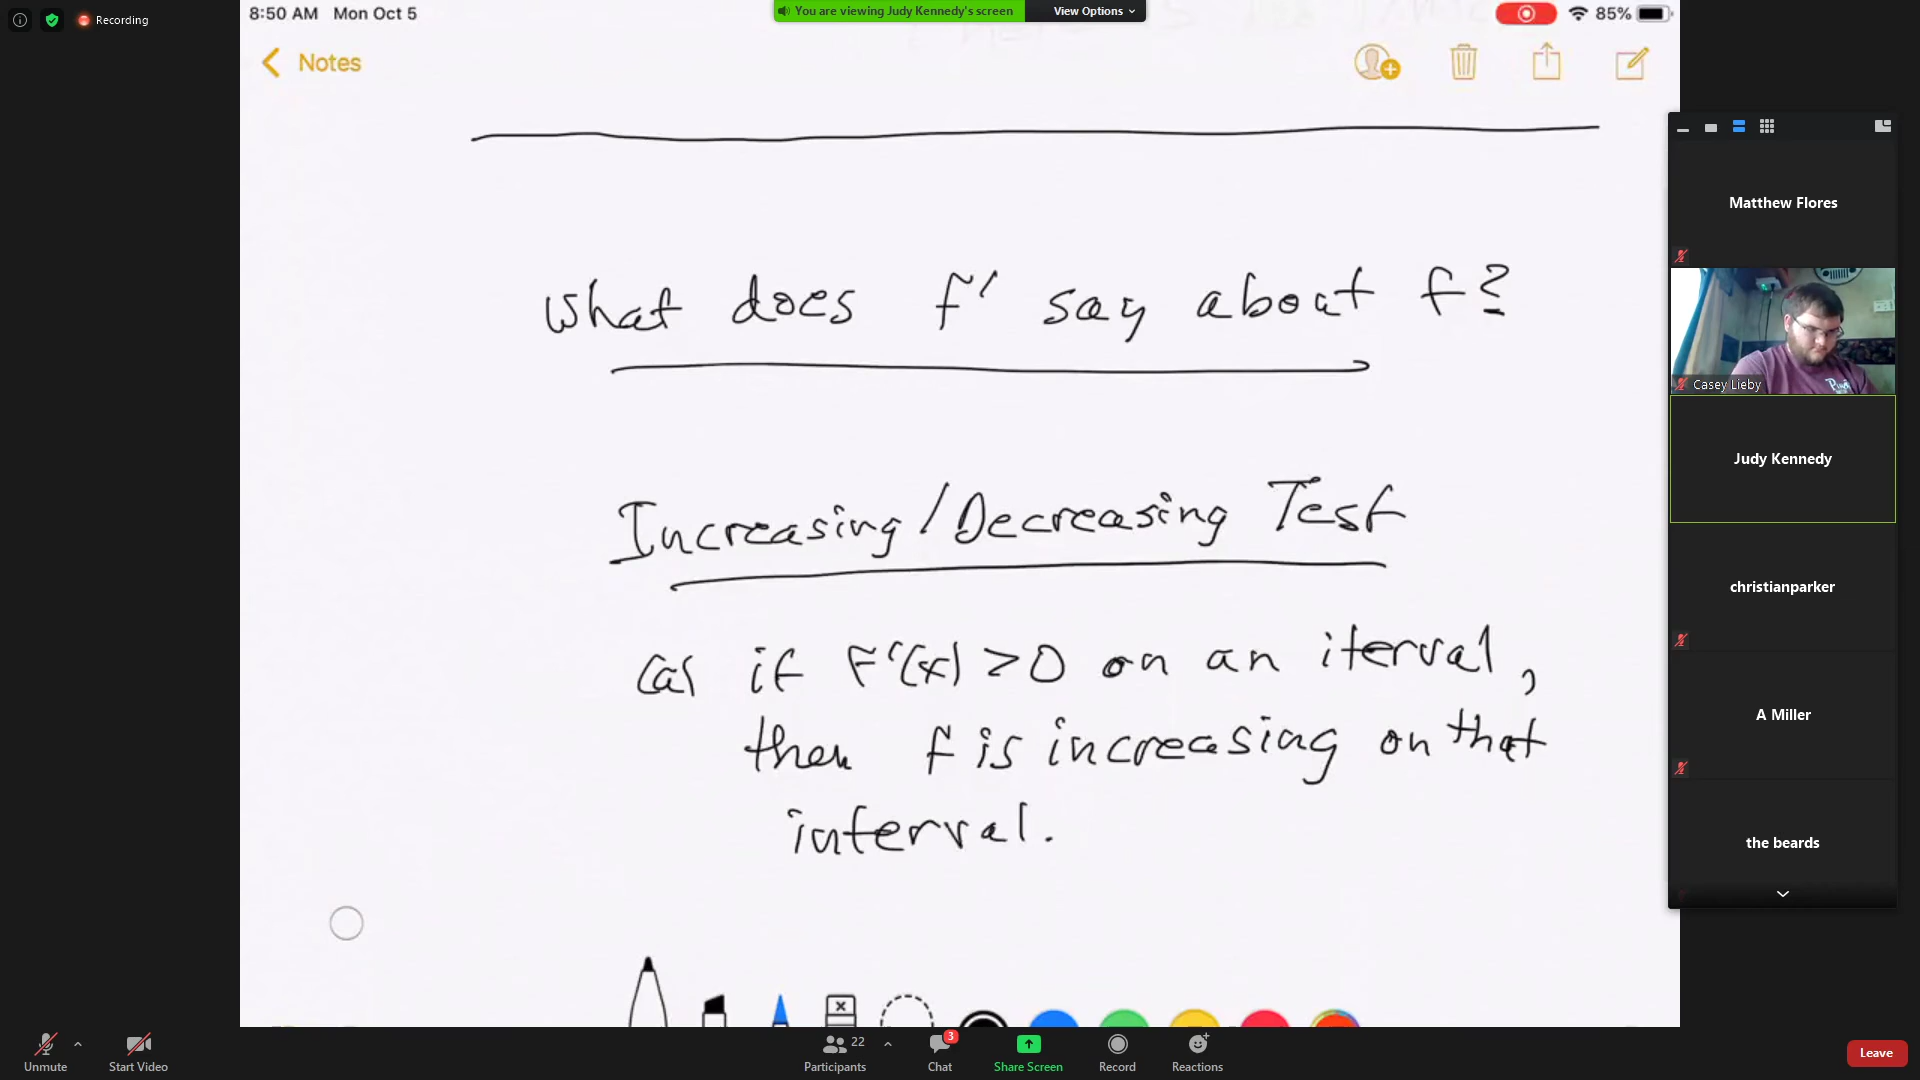 Recording
8:50 AM Mon Oct 5
You are viewing Judy Kennedy's screen
View Options
85%
Notes
What does f' say about f?
Increasing/Decreasing Test
(a) if f'(x) > 0 on an iterval,
then f is increasing on that
interval.
Matthew Flores
Casey Lieby
Judy Kennedy
christianparker
A Miller
the beards
Unmute
Start Video
Participants
22
Chat
3
Share Screen
Record
Reactions
Leave